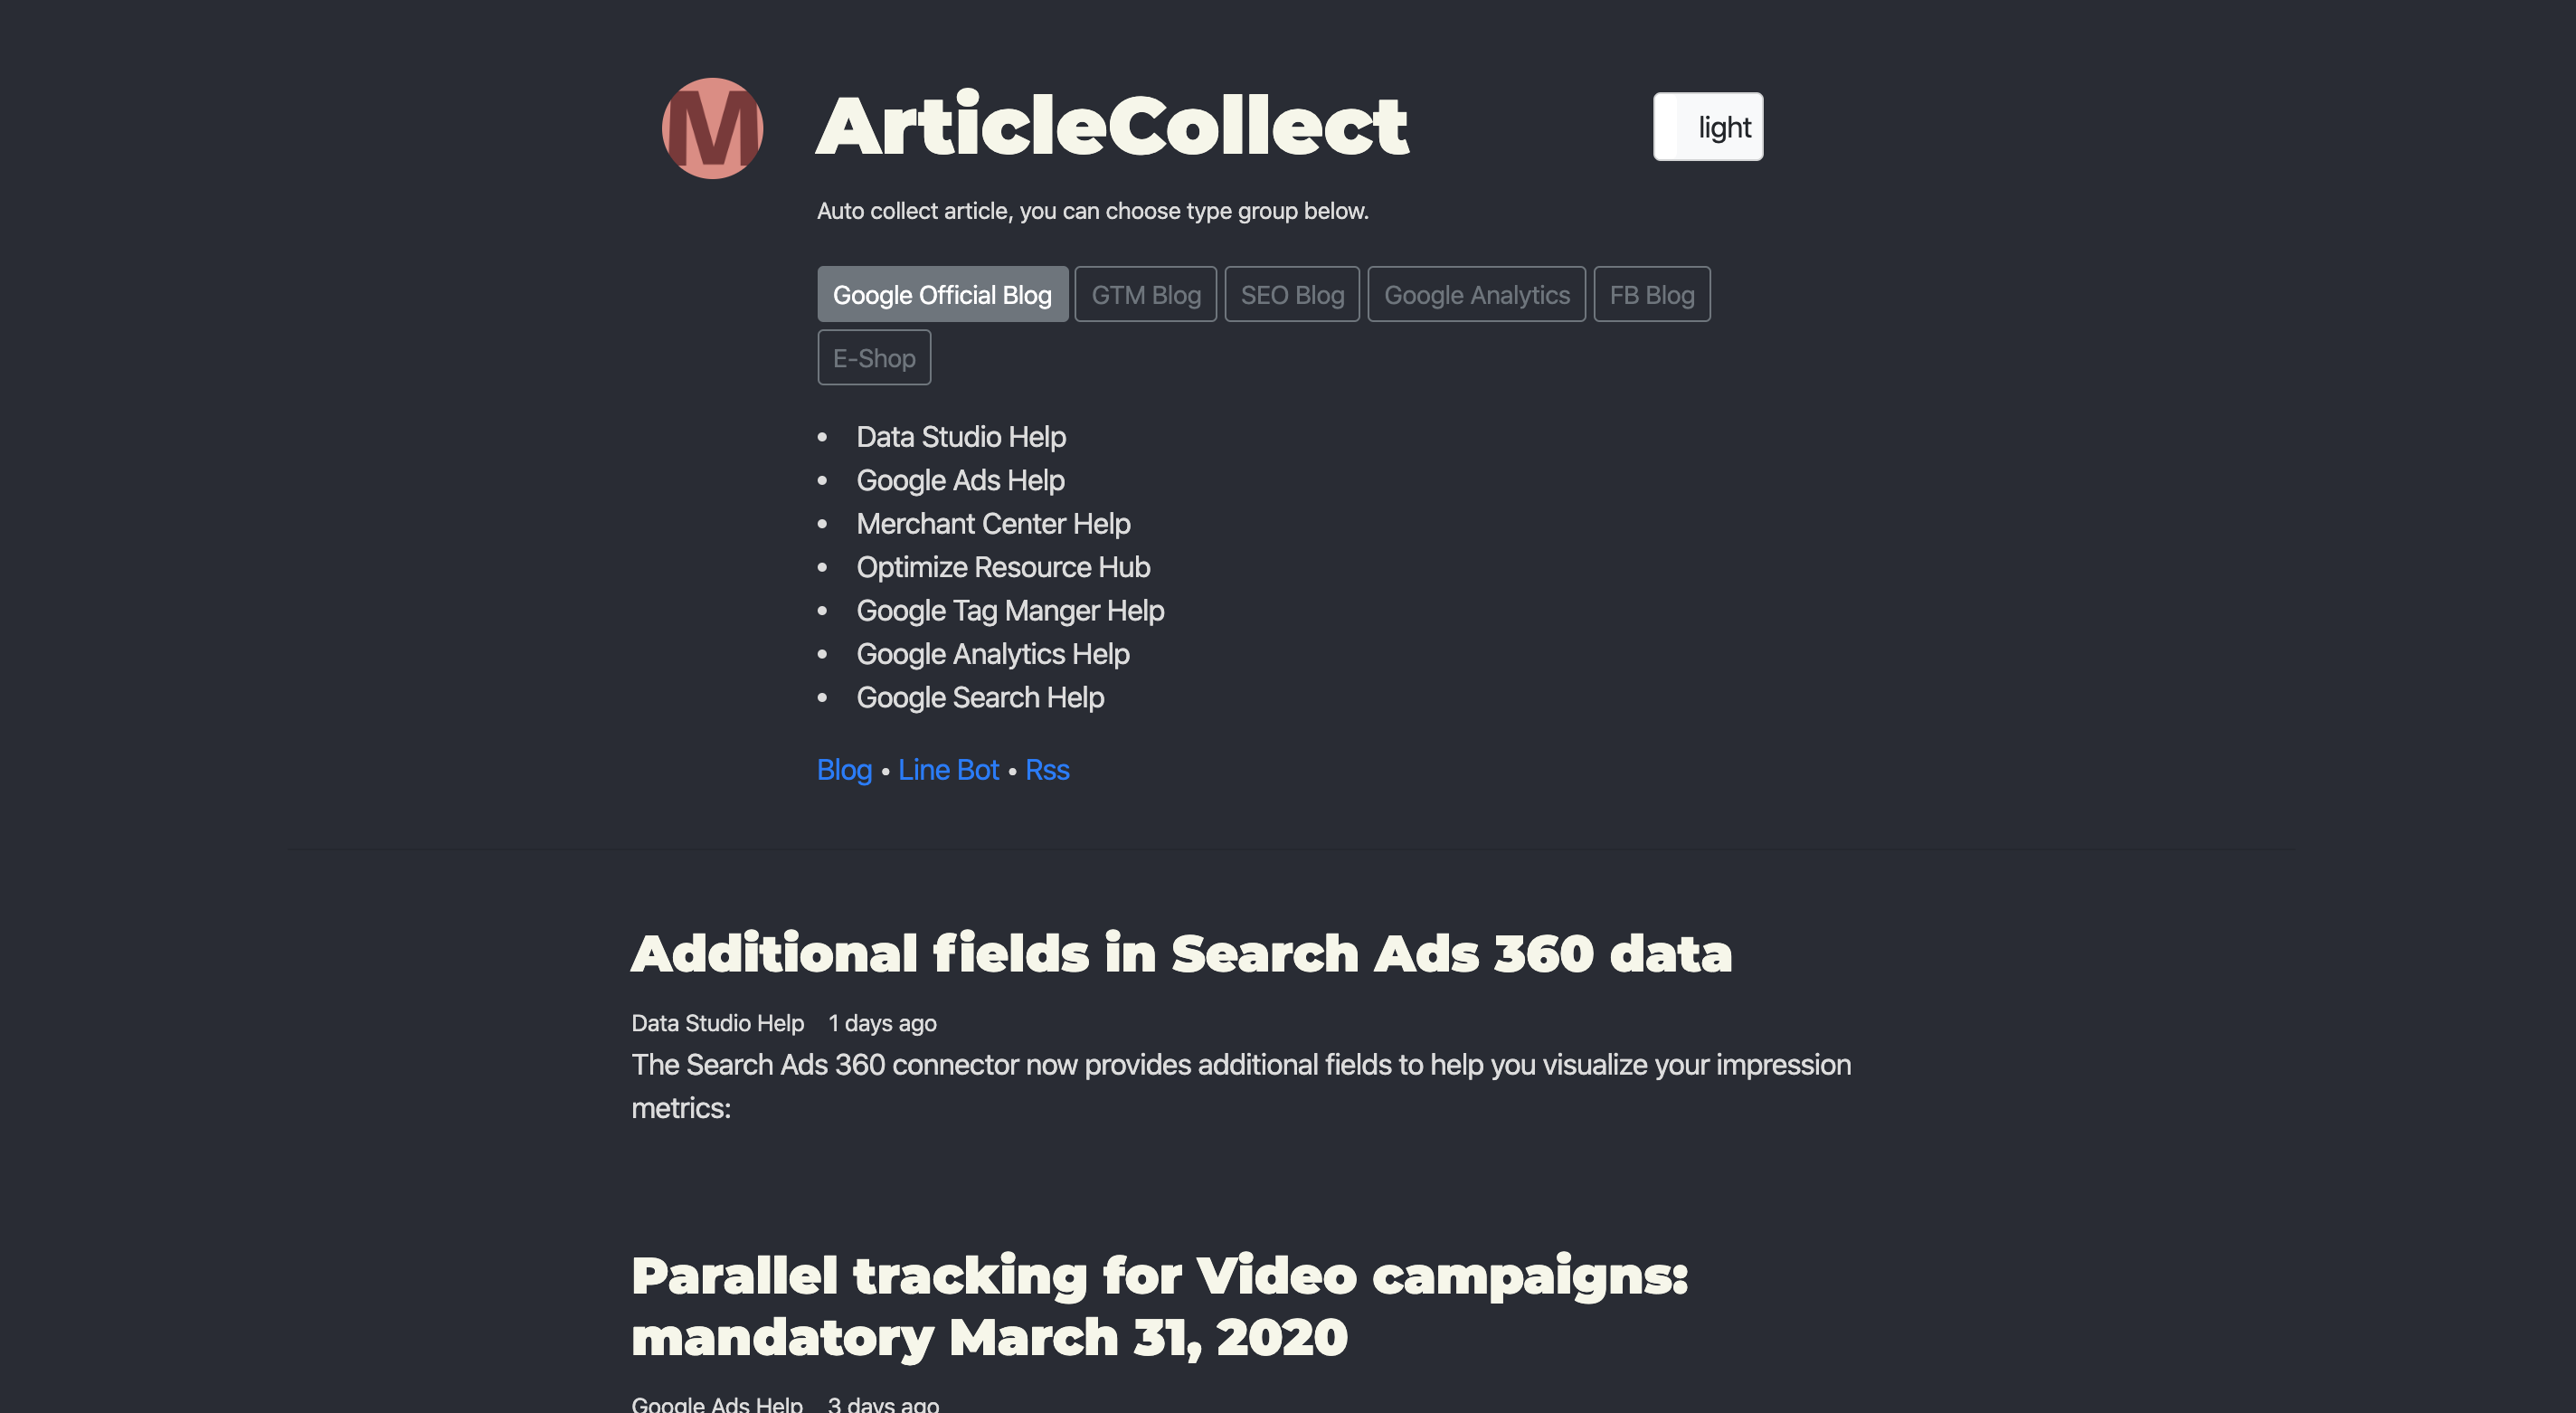 M
ArticleCollect
light
Auto collect article, you can choose type group below.
Google Official Blog GTM Blog SEO Blog Google Analytics FB Blog
E-Shop
• Data Studio Help
• Google Ads Help
• Merchant Center Help
• Optimize Resource Hub
• Google Tag Manger Help
• Google Analytics Help
• Google Search Help
Blog • Line Bot • Rss
Additional fields in Search Ads 360 data
Data Studio Help 1 days ago
The Search Ads 360 connector now provides additional fields to help you visualize your impression
metrics:
Parallel tracking for Video campaigns:
mandatory March 31, 2020
Google Ads Help 3 days ago